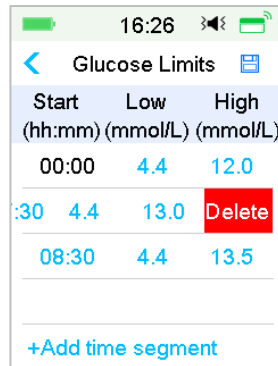 16:26
Glucose Limits
Start Low High
(hh:mm) (mmol/L) (mmol/L)
00:00 4.4 12.0
:30 4.4 13.0 Delete
08:30 4.4 13.5
+Add time segment